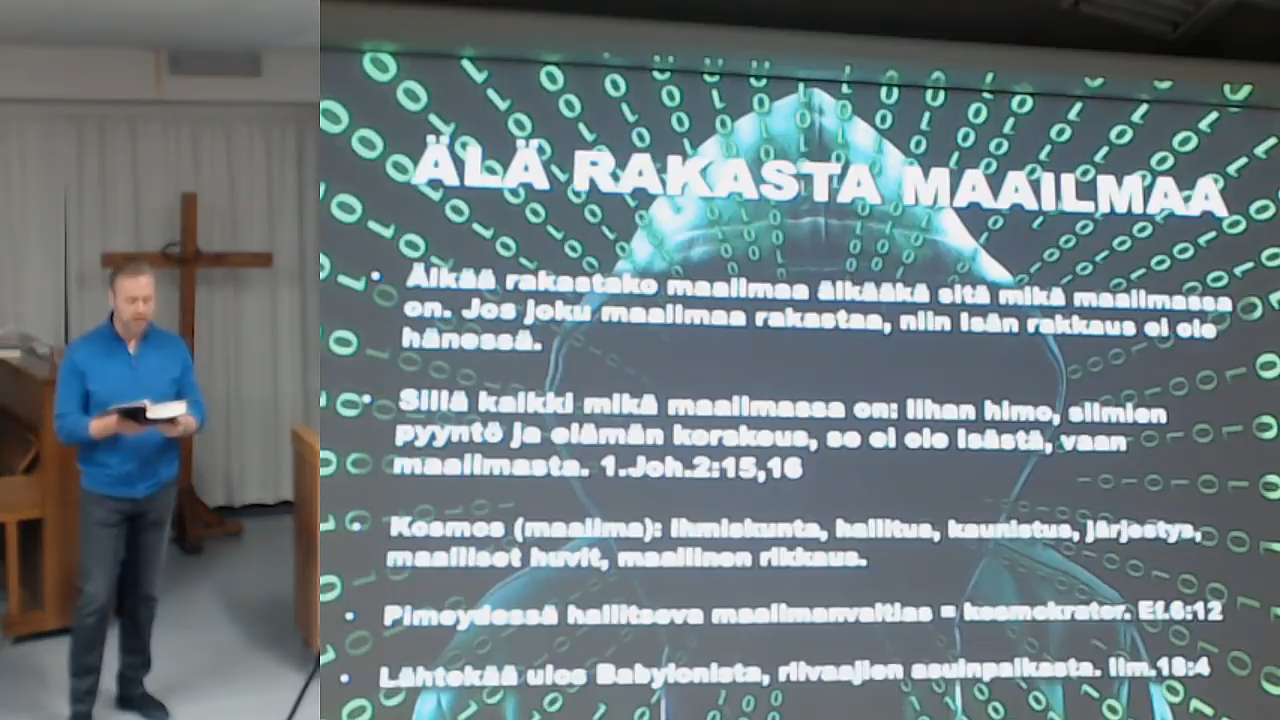 ÄLÄ RAKASTA MAAILMAA
• Älkää rakastako maailmaa älkääkä sitä mikä maailmassa
on. Jos joku maailmaa rakastaa, niin Isän rakkaus ei ole
hänessä.
• Sillä kaikki mikä maailmassa on: lihan himo, silmien
pyyntö ja elämän korskeus, se ei ole Isästä, vaan
maailmasta. 1.Joh.2:15,16
• Kosmos (maailma): ihmiskunta, hallitus, kaunistus, järjestys,
maalliset huvit, maallinen rikkaus.
• Pimeydessä hallitseva maailmanvaltias = kosmokrator. Ef.6:12
• Lähtekää ulos Babylonista, riivaajien asuinpaikasta. Ilm.18:4